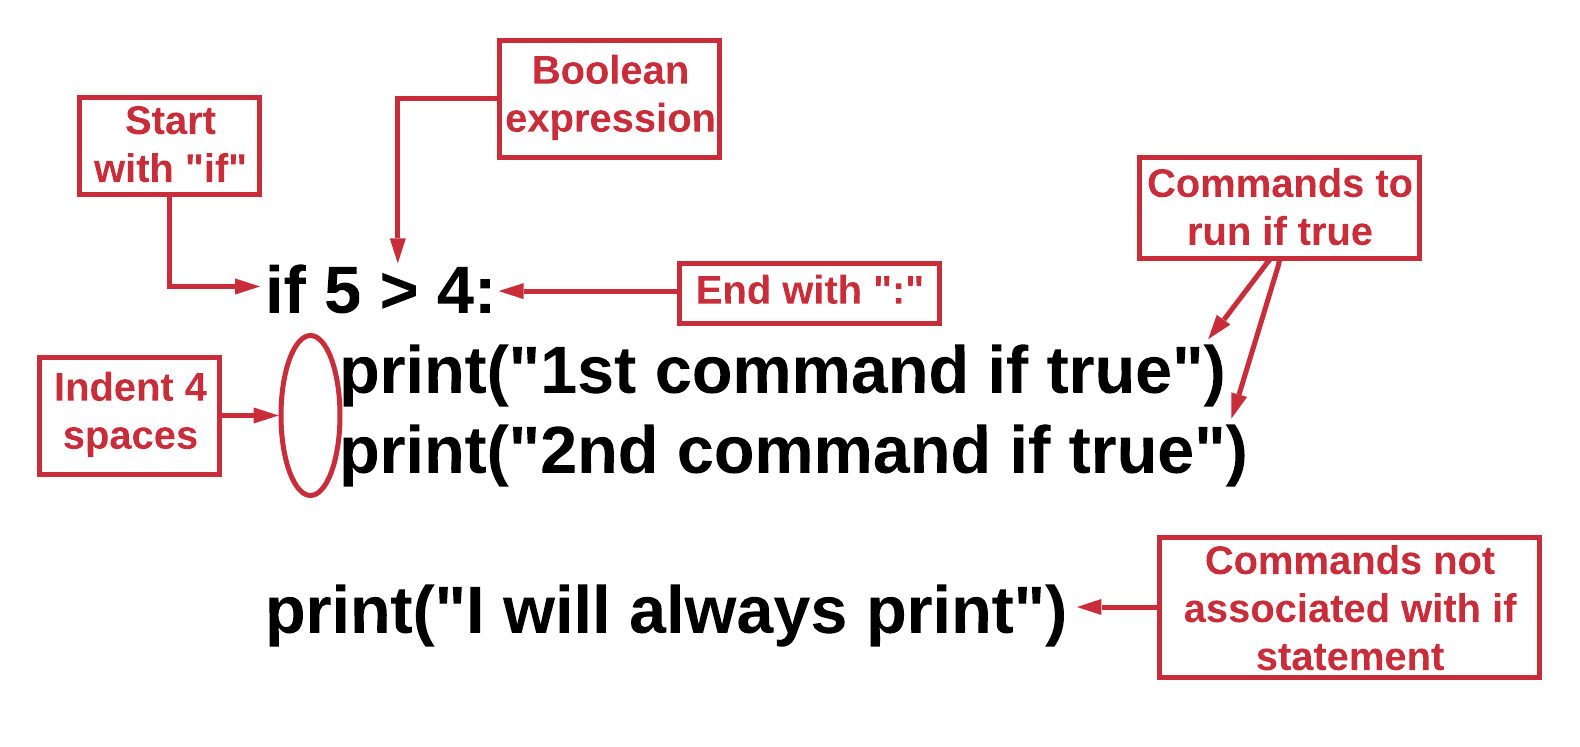 Boolean
expression
Start
with "if"
Commands to
run if true
if 5 > 4:
End with ":"
print("1st command if true")
Indent 4
spaces
print("2nd command if true")
print("I will always print")
Commands not
associated with if
statement